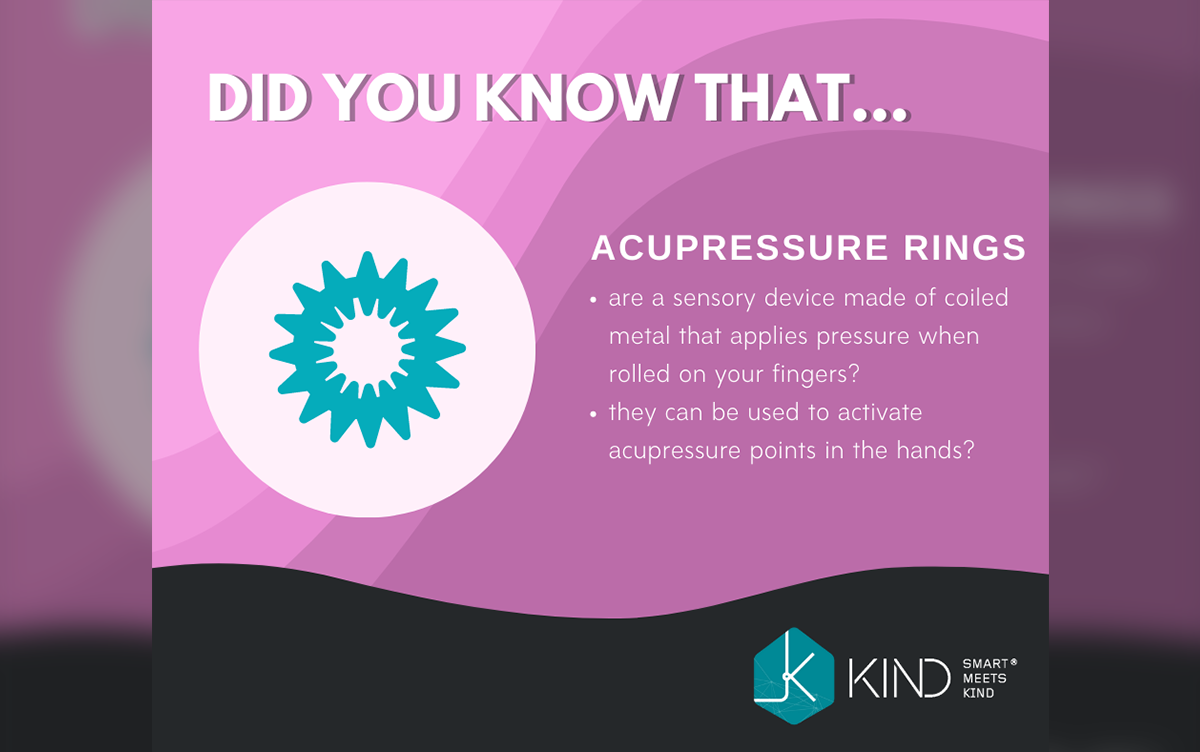 DID YOU KNOW THAT...
ACUPRESSURE RINGS
• are a sensory device made of coiled
metal that applies pressure when
rolled on your fingers?
• they can be used to activate
acupressure points in the hands?
KIND
SMART®
MEETS
KIND